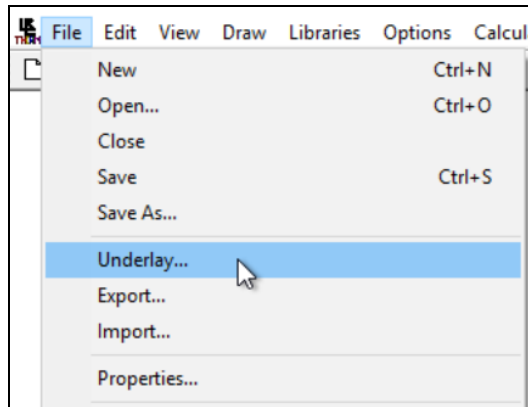 File Edit View Draw Libraries Options Calcul
New Ctrl+N
Open... Ctrl+O
Close
Save Ctrl+S
Save As...
Underlay...
Export...
Import...
Properties...